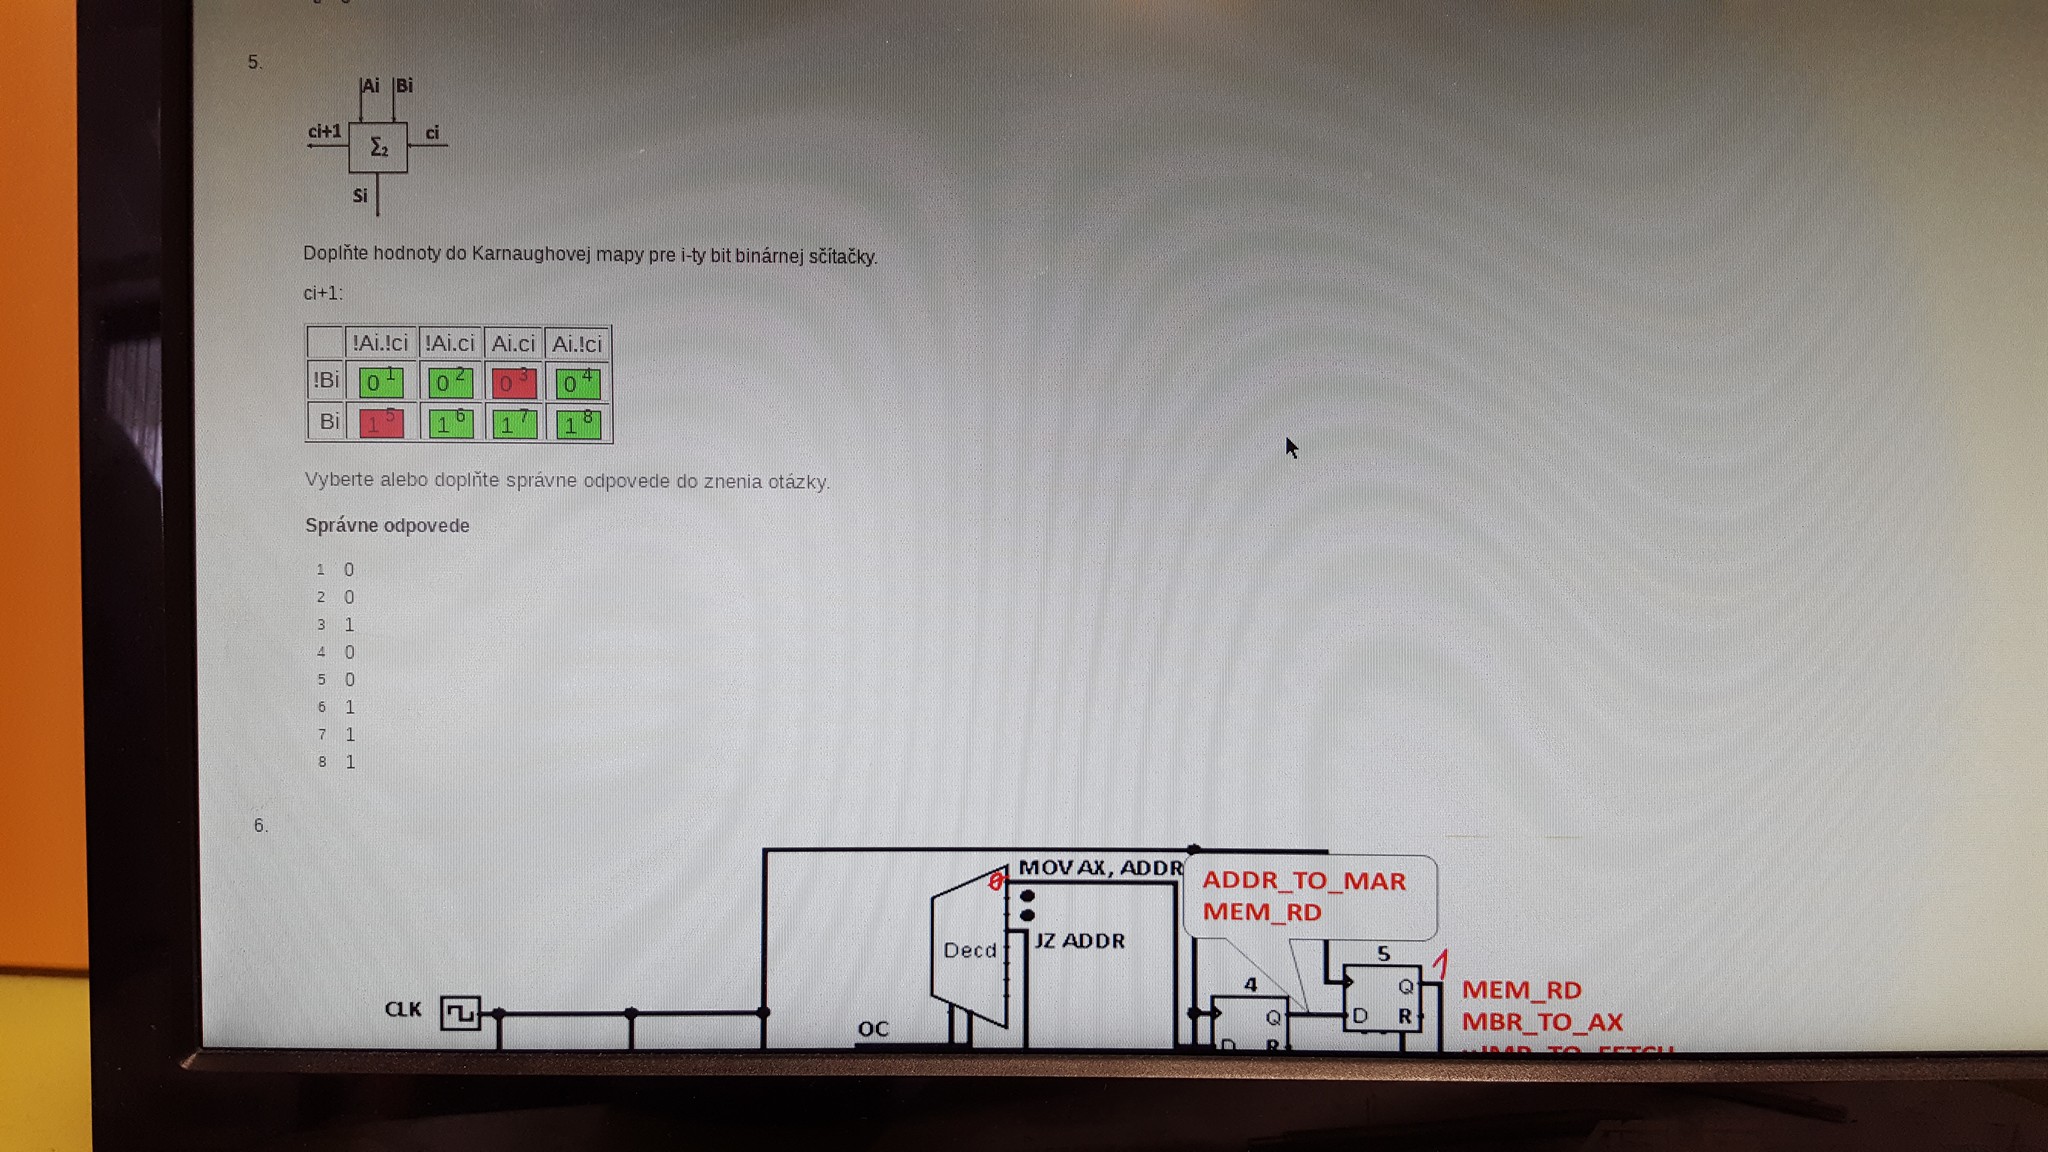 5.
Ai Bi
ci+1 ci
Σ2
Si
Doplňte hodnoty do Karnaughovej mapy pre i-ty bit binárnej sčítačky.
ci+1:
!Ai.!ci !Ai.ci Ai.ci Ai.!ci
!Bi 0 1 0 2 0 3 0 4
Bi 1 5 1 6 1 7 1 8
Vyberte alebo doplňte správne odpovede do znenia otázky.
Správne odpovede
1 0
2 0
3 1
4 0
5 0
6 1
7 1
8 1
6.
MOV AX, ADDR
ADDR_TO_MAR
MEM_RD
Decd
JZ ADDR
CLK
OC
4
Q
D R
5
Q
D R
1
MEM_RD
MBR_TO_AX